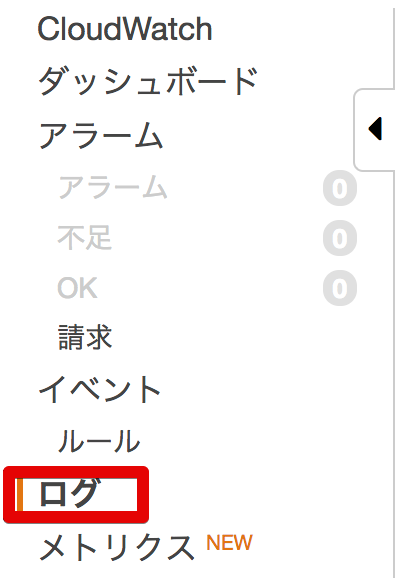 CloudWatch
ダッシュボード
アラーム
アラーム 0
不足 0
OK 0
請求
イベント
ルール
ログ
メトリクス NEW